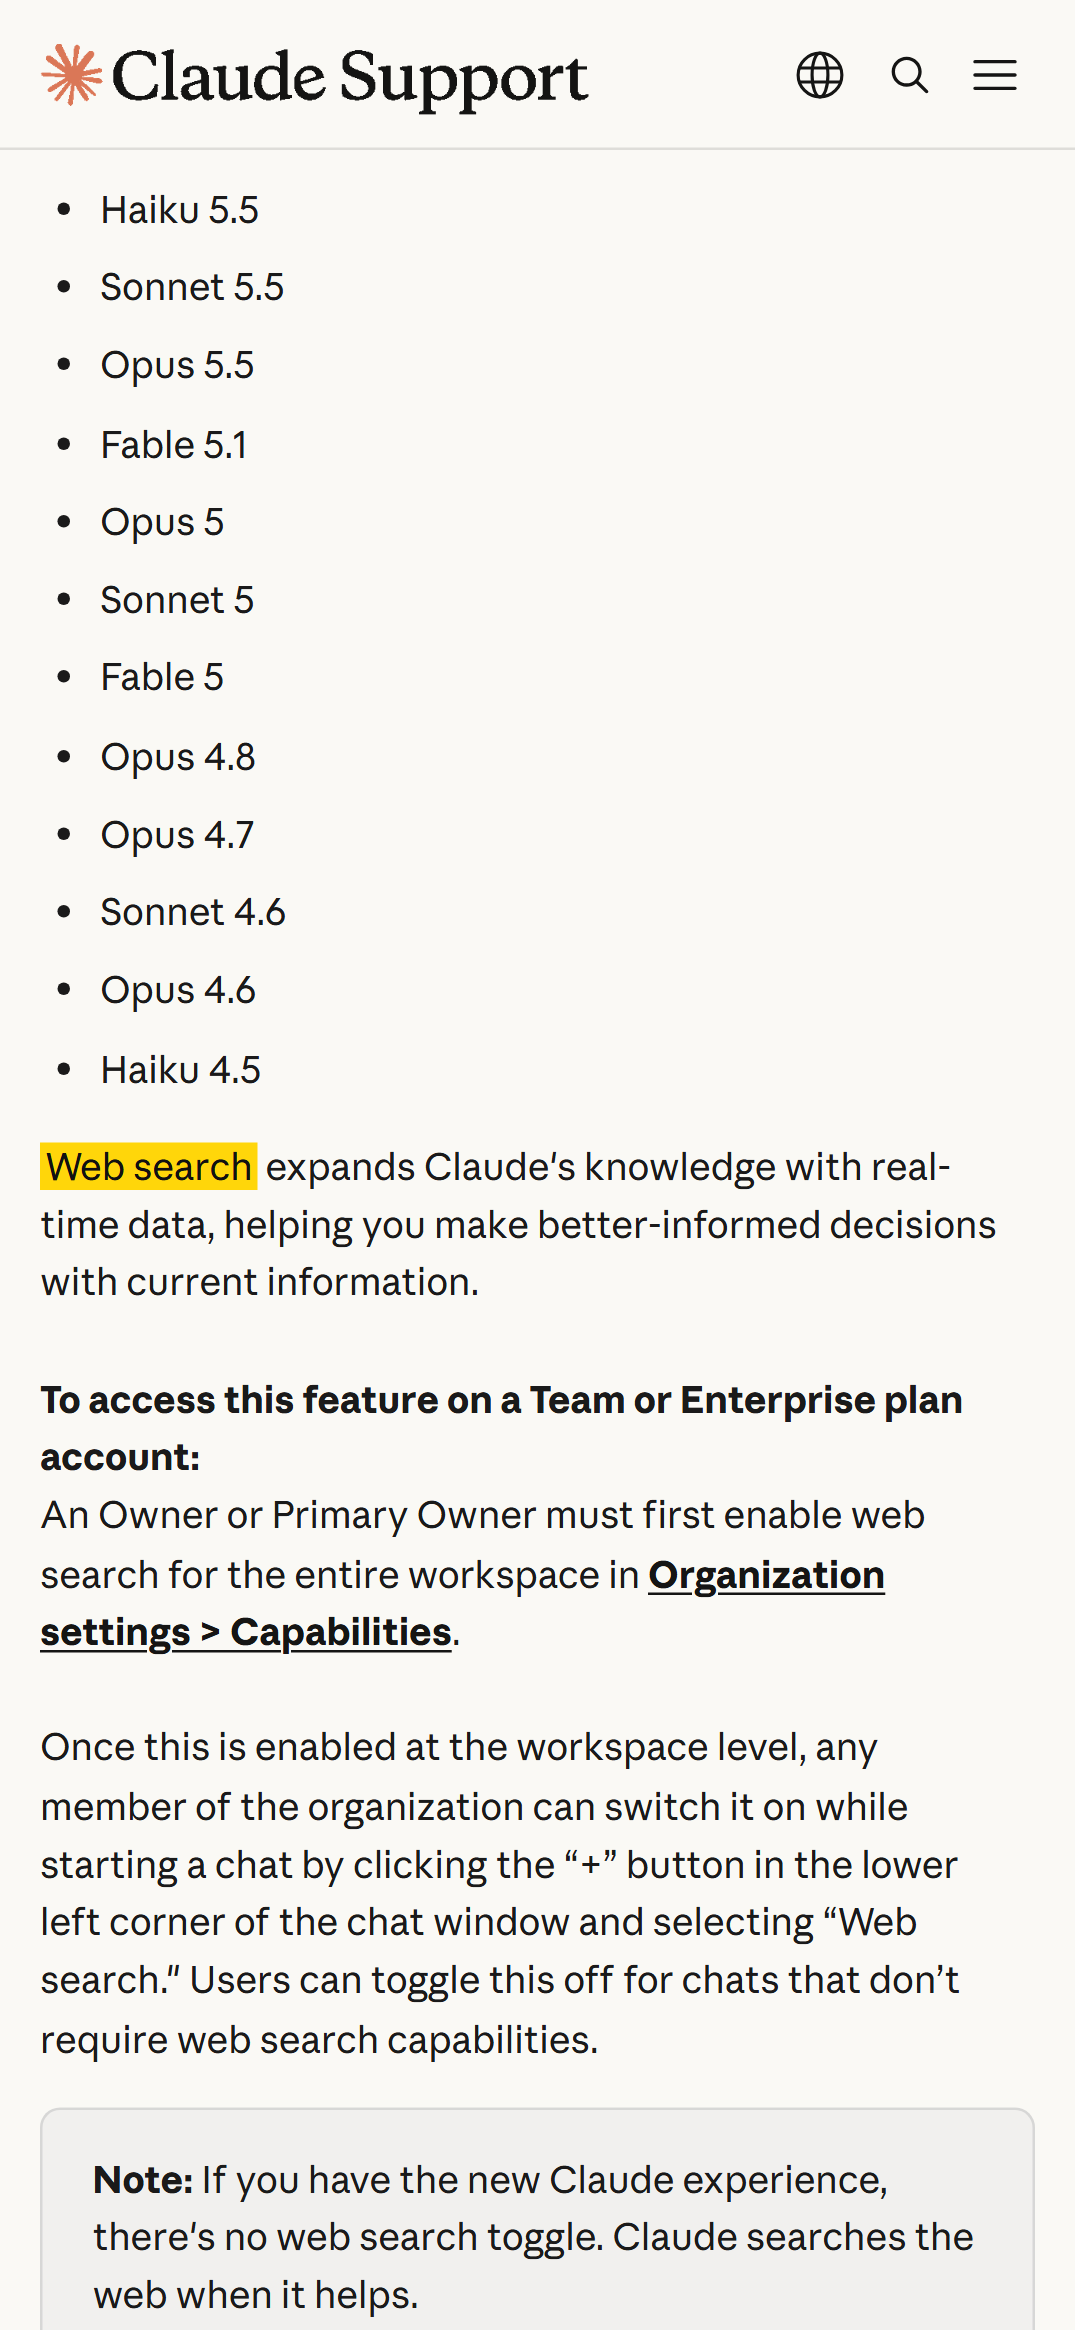 Claude Support
• Haiku 5.5
• Sonnet 5.5
• Opus 5.5
• Fable 5.1
• Opus 5
• Sonnet 5
• Fable 5
• Opus 4.8
• Opus 4.7
• Sonnet 4.6
• Opus 4.6
• Haiku 4.5
Web search expands Claude's knowledge with real-
time data, helping you make better-informed decisions
with current information.
To access this feature on a Team or Enterprise plan
account:
An Owner or Primary Owner must first enable web
search for the entire workspace in Organization
settings > Capabilities.
Once this is enabled at the workspace level, any
member of the organization can switch it on while
starting a chat by clicking the “+” button in the lower
left corner of the chat window and selecting “Web
search." Users can toggle this off for chats that don’t
require web search capabilities.
Note: If you have the new Claude experience,
there's no web search toggle. Claude searches the
web when it helps.